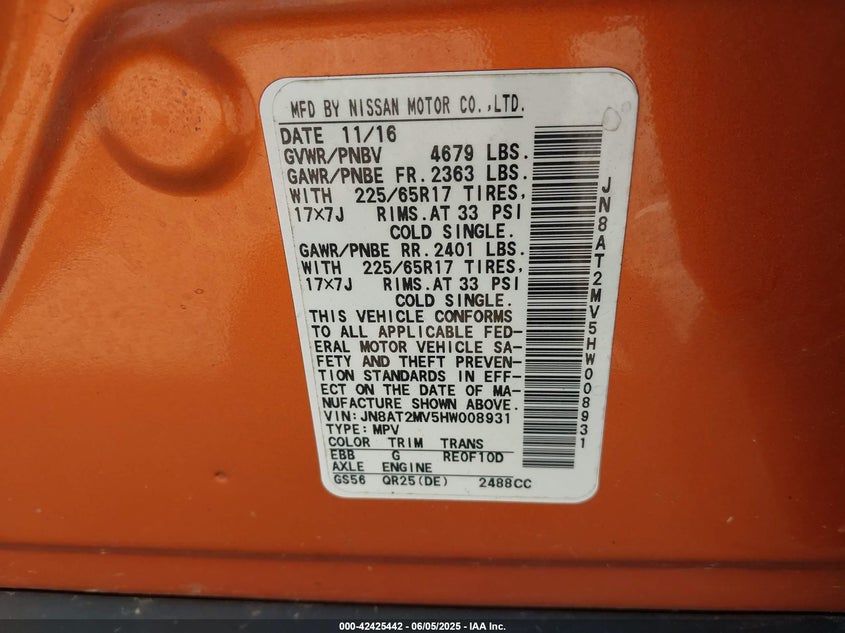 MFD BY NISSAN MOTOR CO.,LTD.
DATE 11/16
GVWR/PNBV 4679 LBS.
GAWR/PNBE FR.2363 LBS.
WITH 225/65R17 TIRES,
17×7J RIMS.AT 33 PSI
COLD SINGLE.
GAWR/PNBE RR.2401 LBS.
WITH 225/65R17 TIRES,
17×7J RIMS.AT 33 PSI
COLD SINGLE.
THIS VEHICLE CONFORMS
TO ALL APPLICABLE FED-
ERAL MOTOR VEHICLE SA-
FETY AND THEFT PREVEN-
TION STANDARDS IN EFF-
ECT ON THE DATE OF MA-
NUFACTURE SHOWN ABOVE.
VIN:JN8AT2MV5HW008931
TYPE:MPV
COLOR TRIM TRANS
EBB G RE0F10D
AXLE ENGINE
GS56 QR25(DE) 2488CC
JN8AT2MV5HW008931
000-42425442 - 06/05/2025 - IAA Inc.